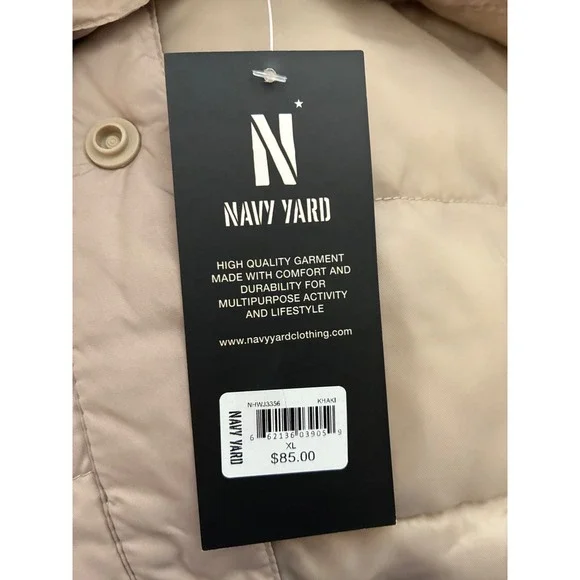 N
NAVY YARD
HIGH QUALITY GARMENT
MADE WITH COMFORT AND
DURABILITY FOR
MULTIPURPOSE ACTIVITY
AND LIFESTYLE
www.navyyardclothing.com
NAVY YARD
NHWJ3356 KHAKI
6 62136 03905 9
XL
$85.00